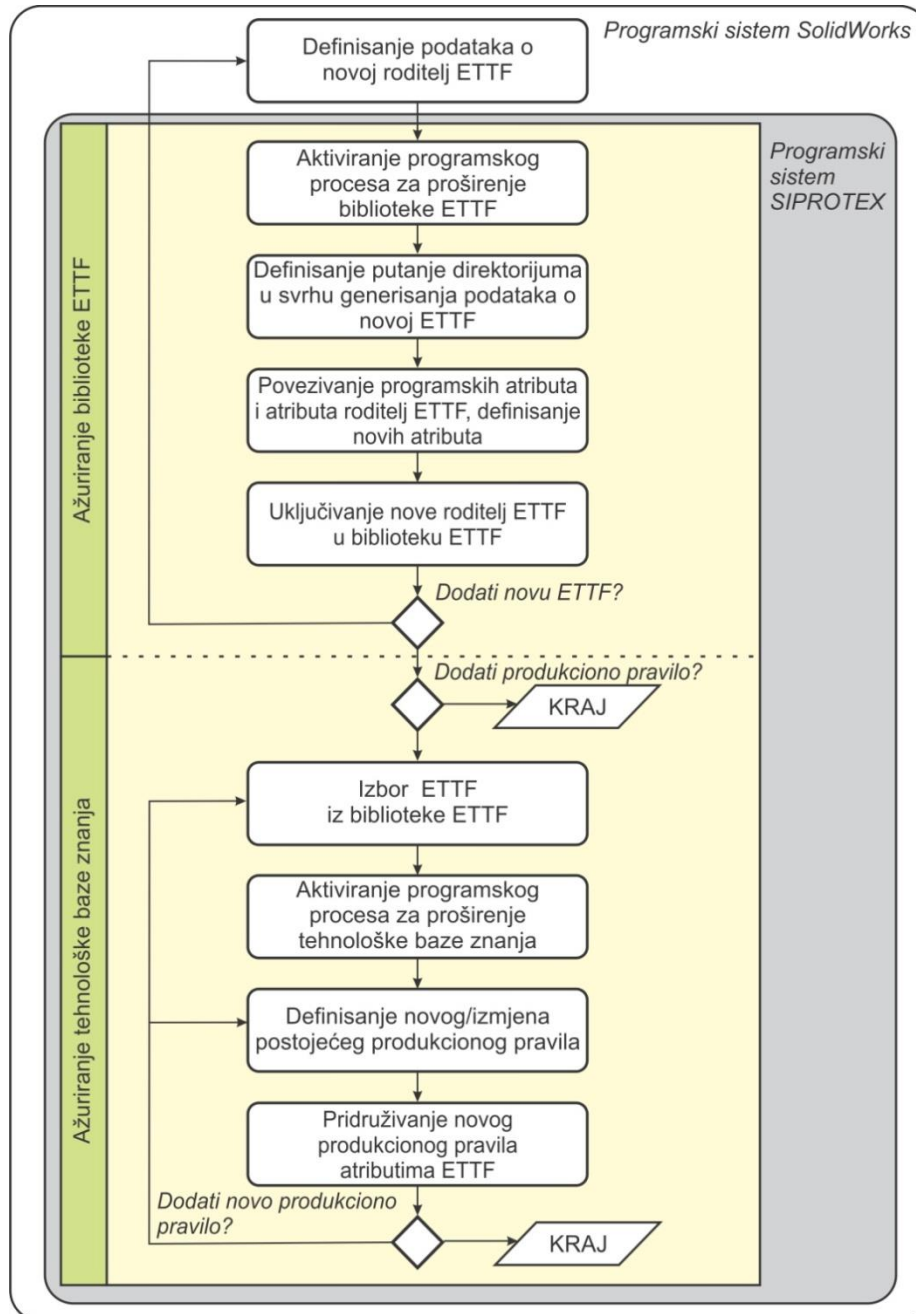 Programski sistem SolidWorks
Definisanje podataka o
novoj roditelj ETTF
Programski
sistem
SIPROTEX
Ažuriranje biblioteke ETTF
Aktiviranje programskog
procesa za proširenje
biblioteke ETTF
Definisanje putanje direktorijuma
u svrhu generisanja podataka o
novoj ETTF
Povezivanje programskih atributa
i atributa roditelj ETTF, definisanje
novih atributa
Uključivanje nove roditelj ETTF
u biblioteku ETTF
Dodati novu ETTF?
Dodati produkciono pravilo?
KRAJ
Ažuriranje tehnološke baze znanja
Izbor ETTF
iz biblioteke ETTF
Aktiviranje programskog
procesa za proširenje
tehnološke baze znanja
Definisanje novog/izmjena
postojećeg produkcionog pravila
Pridruživanje novog
produkcionog pravila
atributima ETTF
Dodati novo produkciono
pravilo?
KRAJ